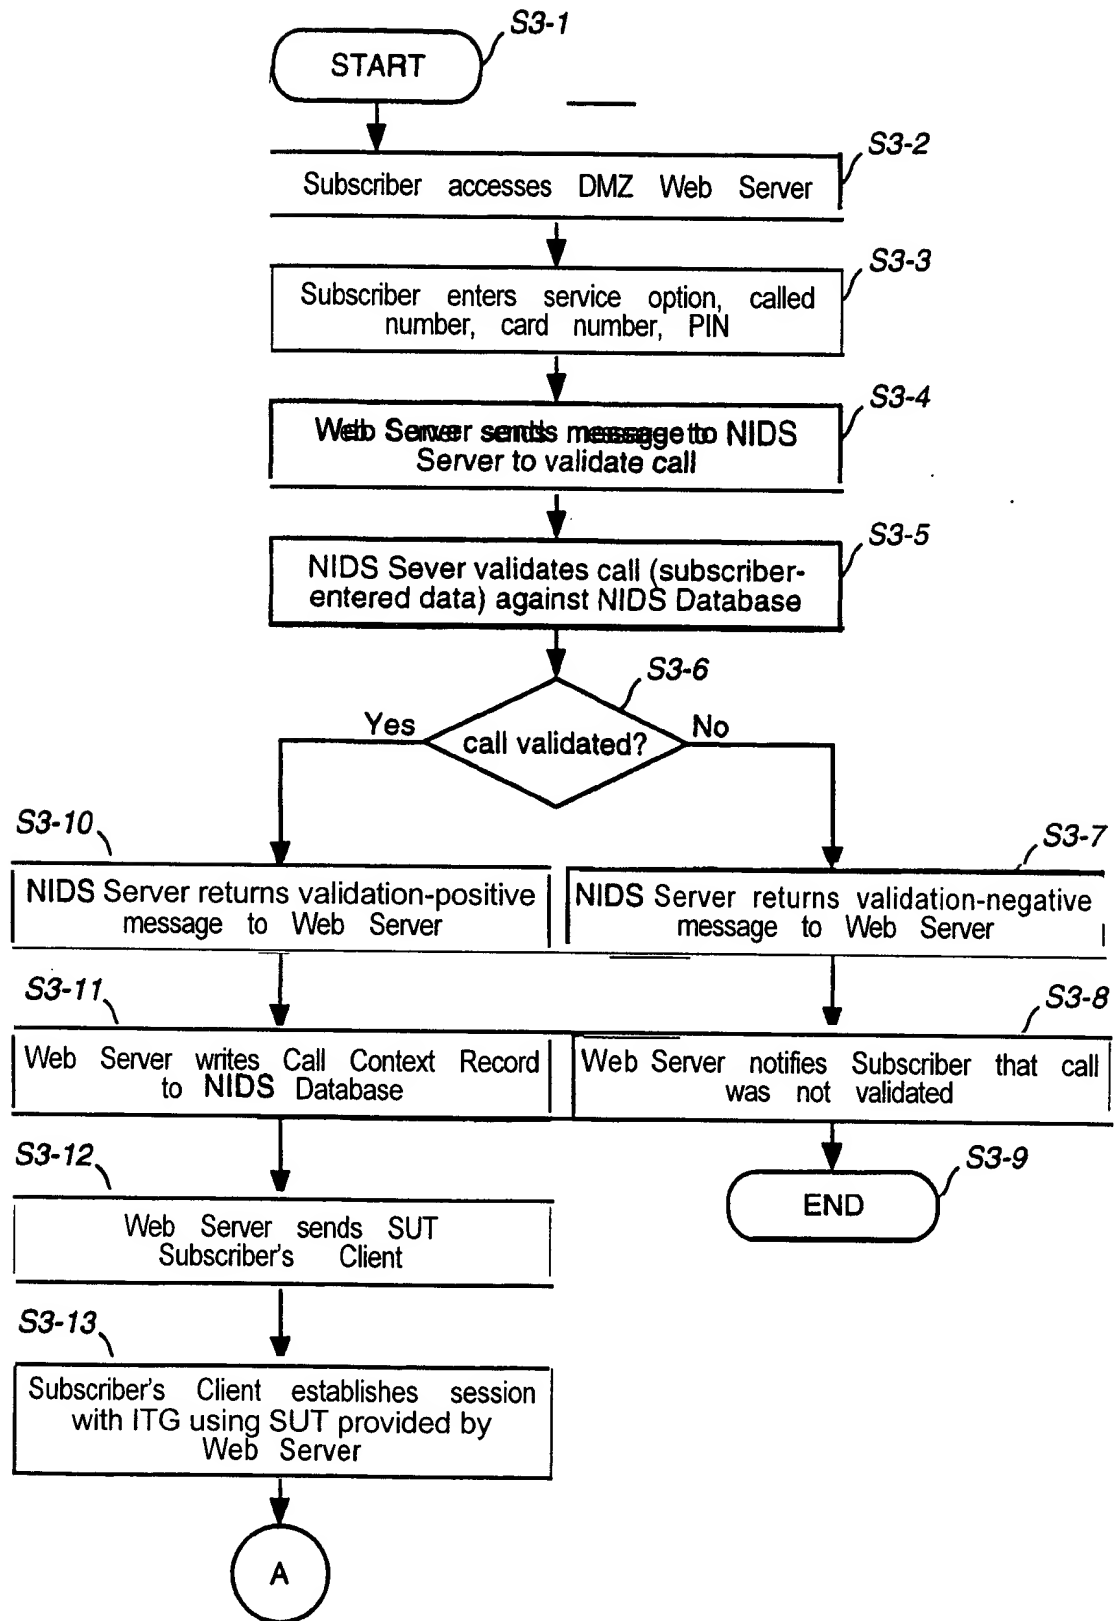 S3-1
START
S3-2
Subscriber accesses DMZ Web Server
S3-3
Subscriber enters service option, called
number, card number, PIN
S3-4
Web Server sends message to NIDS
Server to validate call
S3-5
NIDS Sever validates call (subscriber-
entered data) against NIDS Database
S3-6
Yes
call validated?
No
S3-10
NIDS Server returns validation-positive
message to Web Server
S3-7
NIDS Server returns validation-negative
message to Web Server
S3-11
Web Server writes Call Context Record
to NIDS Database
S3-8
Web Server notifies Subscriber that call
was not validated
S3-12
Web Server sends SUT
Subscriber's Client
S3-9
END
S3-13
Subscriber's Client establishes session
with ITG using SUT provided by
Web Server
A